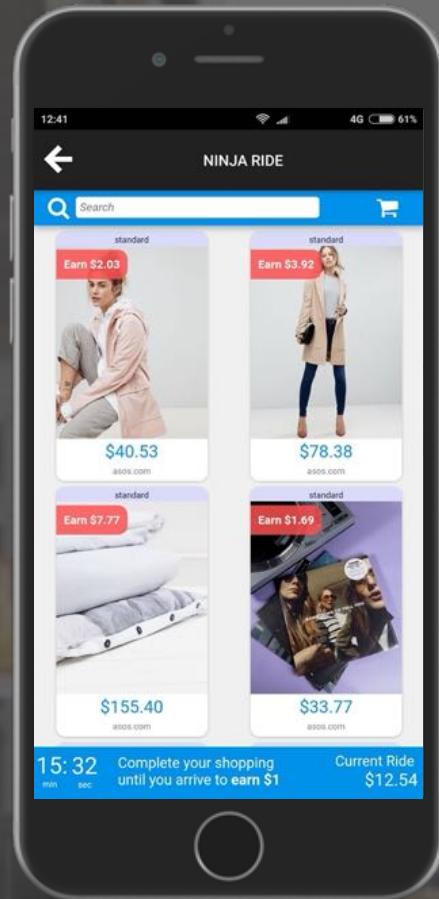 12:41
4G 61%
NINJA RIDE
Search
standard
standard
Earn $2.03
Earn $3.92
$40.53
$78.38
asos.com
asos.com
standard
standard
Earn $7.77
Earn $1.69
$155.40
$33.77
asos.com
asos.com
15: 32
min sec
Complete your shopping
until you arrive to earn $1
Current Ride
$12.54